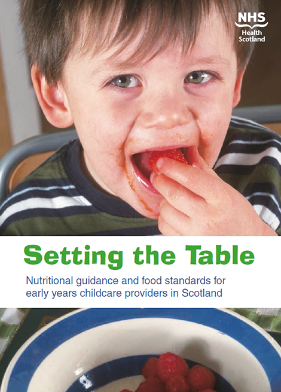 NHS
Health
Scotland
Setting the Table
Nutritional guidance and food standards for
early years childcare providers in Scotland